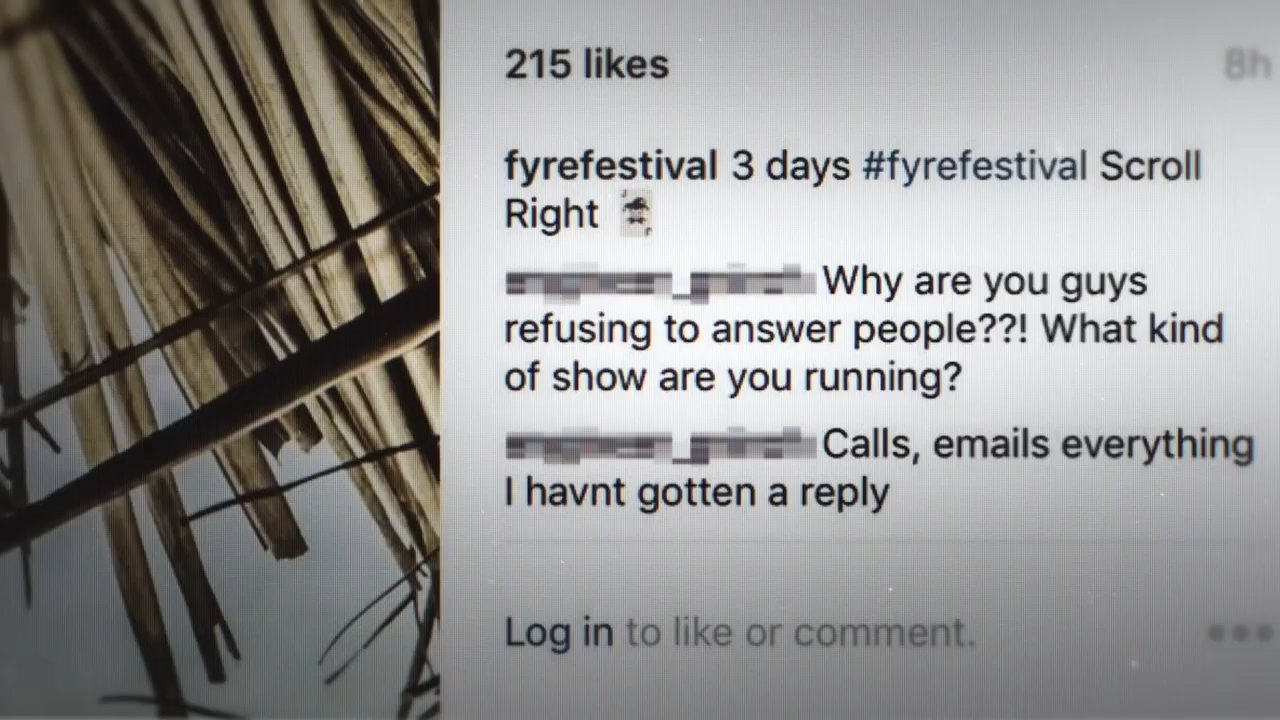 215 likes
8h
fyrefestival 3 days #fyrefestival Scroll
Right
Why are you guys
refusing to answer people??! What kind
of show are you running?
Calls, emails everything
I havnt gotten a reply
Log in to like or comment.